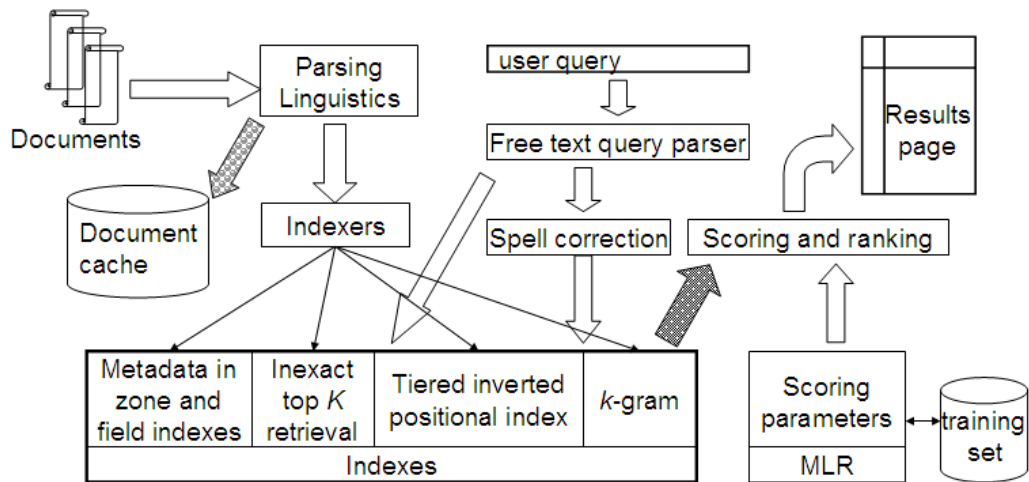 Documents
Parsing
Linguistics
user query
Results
page
Free text query parser
Document
cache
Indexers
Spell correction
Scoring and ranking
Metadata in
zone and
field indexes
Inexact
top K
retrieval
Tiered inverted
positional index
k-gram
Indexes
Scoring
parameters
MLR
training
set